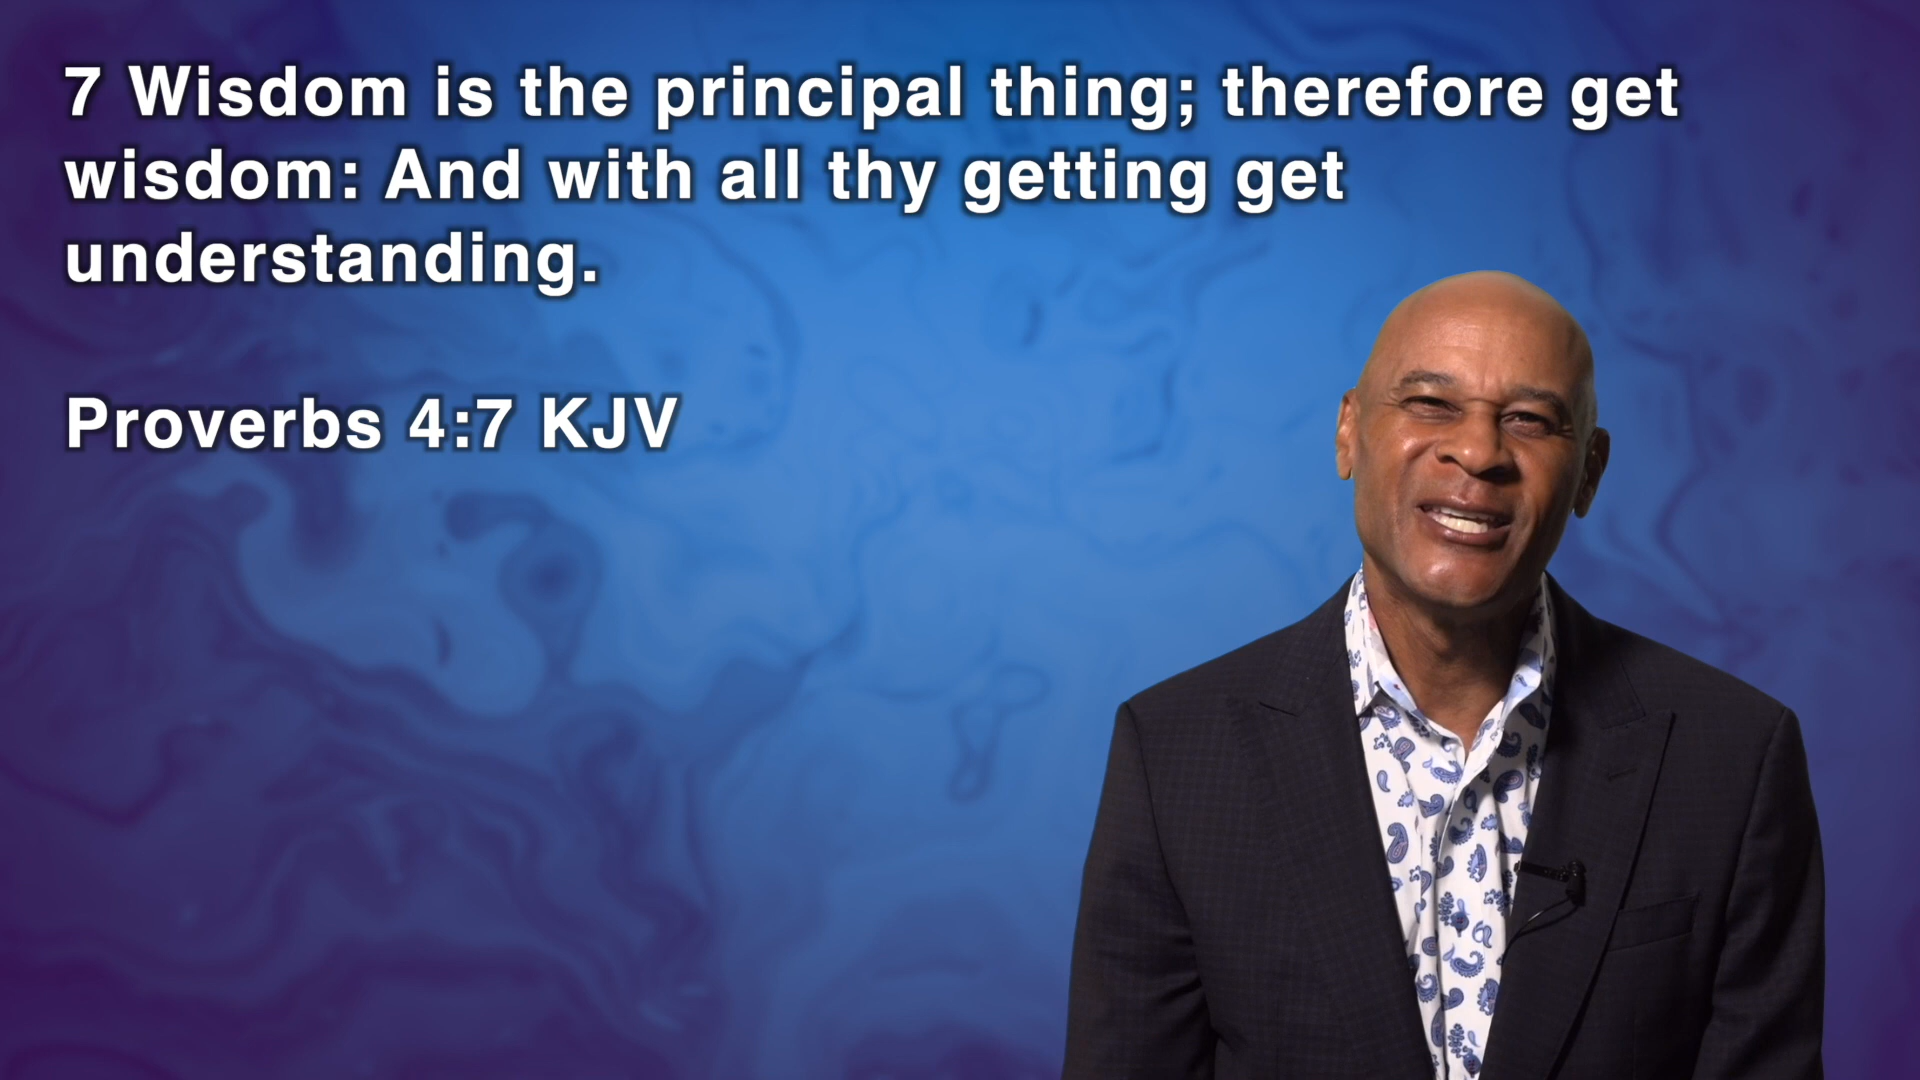 7 Wisdom is the principal thing; therefore get
wisdom: And with all thy getting get
understanding.
Proverbs 4:7 KJV